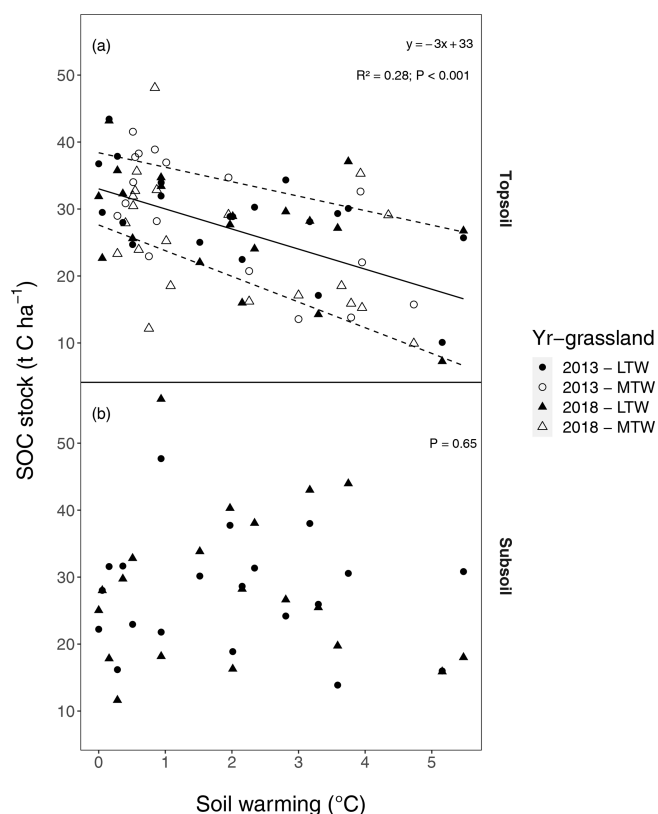 (a)
y = −3x + 33
R² = 0.28; P < 0.001
50
40
30
20
10
Topsoil
SOC stock (t C ha⁻¹)
(b)
P = 0.65
50
40
30
20
10
Subsoil
0 1 2 3 4 5
Soil warming (°C)
Yr−grassland
2013 − LTW
2013 − MTW
2018 − LTW
2018 − MTW